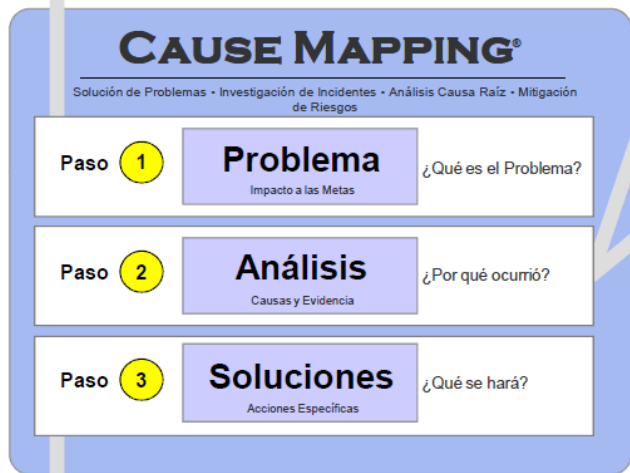 CAUSE MAPPING®
Solución de Problemas • Investigación de Incidentes • Análisis Causa Raíz • Mitigación
de Riesgos
Paso 1 Problema ¿Qué es el Problema?
Impacto a las Metas
Paso 2 Análisis ¿Por qué ocurrió?
Causas y Evidencia
Paso 3 Soluciones ¿Qué se hará?
Acciones Específicas